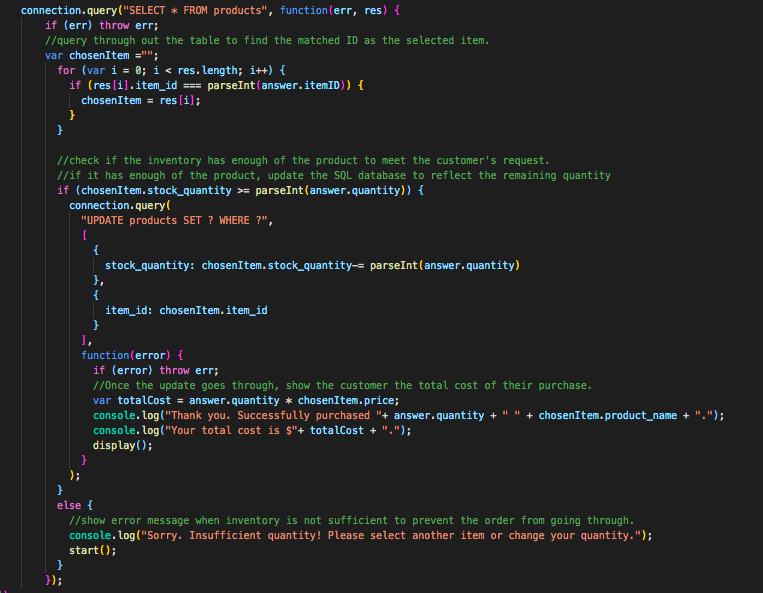 connection.query("SELECT * FROM products", function(err, res) {
if (err) throw err;
//query through out the table to find the matched ID as the selected item.
var chosenItem ="";
for (var i = 0; i < res.length; i++) {
if (res[i].item_id === parseInt(answer.itemID)) {
chosenItem = res[i];
}
}
//check if the inventory has enough of the product to meet the customer's request.
//if it has enough of the product, update the SQL database to reflect the remaining quantity
if (chosenItem.stock_quantity >= parseInt(answer.quantity)) {
connection.query(
"UPDATE products SET ? WHERE ?",
[
{
stock_quantity: chosenItem.stock_quantity-= parseInt(answer.quantity)
},
{
item_id: chosenItem.item_id
}
],
function(error) {
if (error) throw err;
//Once the update goes through, show the customer the total cost of their purchase.
var totalCost = answer.quantity * chosenItem.price;
console.log("Thank you. Successfully purchased "+ answer.quantity + " " + chosenItem.product_name + ".");
console.log("Your total cost is $"+ totalCost + ".");
display();
}
);
}
else {
//show error message when inventory is not sufficient to prevent the order from going through.
console.log("Sorry. Insufficient quantity! Please select another item or change your quantity.");
start();
}
});